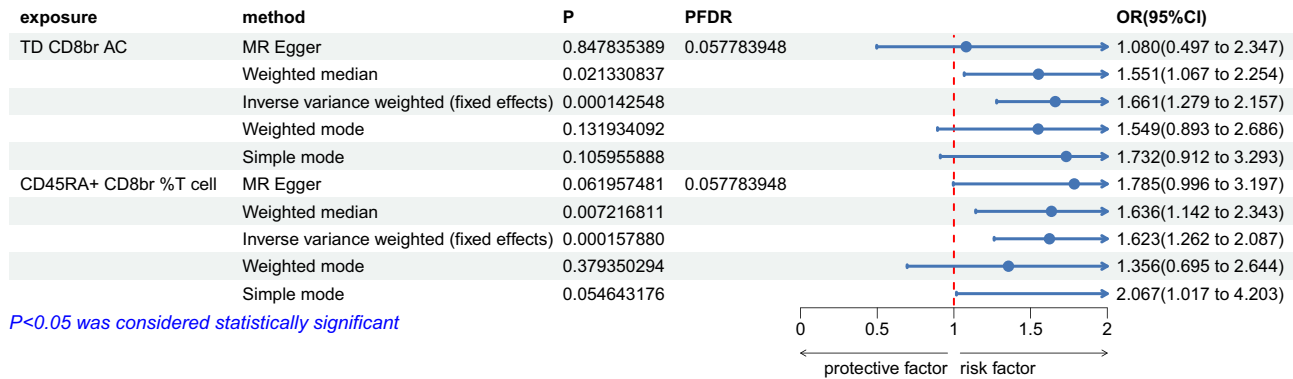 exposure method P PFDR OR(95%CI)
TD CD8br AC MR Egger 0.847835389 0.057783948 1.080(0.497 to 2.347)
Weighted median 0.021330837 1.551(1.067 to 2.254)
Inverse variance weighted (fixed effects) 0.000142548 1.661(1.279 to 2.157)
Weighted mode 0.131934092 1.549(0.893 to 2.686)
Simple mode 0.105955888 1.732(0.912 to 3.293)
CD45RA+ CD8br %T cell MR Egger 0.061957481 0.057783948 1.785(0.996 to 3.197)
Weighted median 0.007216811 1.636(1.142 to 2.343)
Inverse variance weighted (fixed effects) 0.000157880 1.623(1.262 to 2.087)
Weighted mode 0.379350294 1.356(0.695 to 2.644)
Simple mode 0.054643176 2.067(1.017 to 4.203)
P<0.05 was considered statistically significant
0 0.5 1 1.5 2
protective factor risk factor